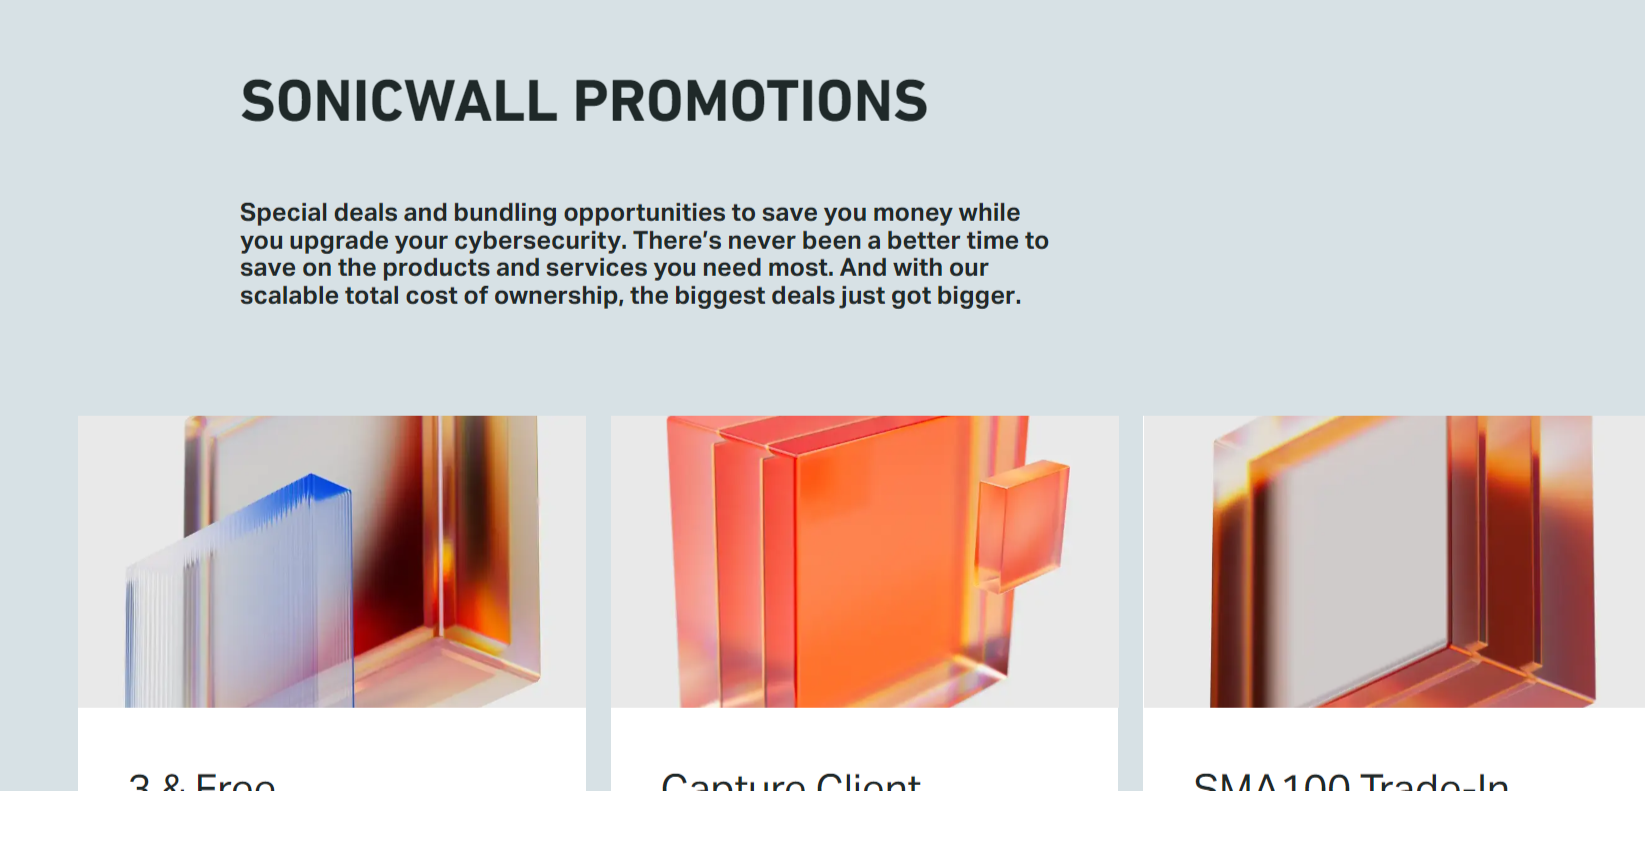 SONICWALL PROMOTIONS
Special deals and bundling opportunities to save you money while
you upgrade your cybersecurity. There’s never been a better time to
save on the products and services you need most. And with our
scalable total cost of ownership, the biggest deals just got bigger.
3 & Free
Capture Client
SMA100 Trade-In